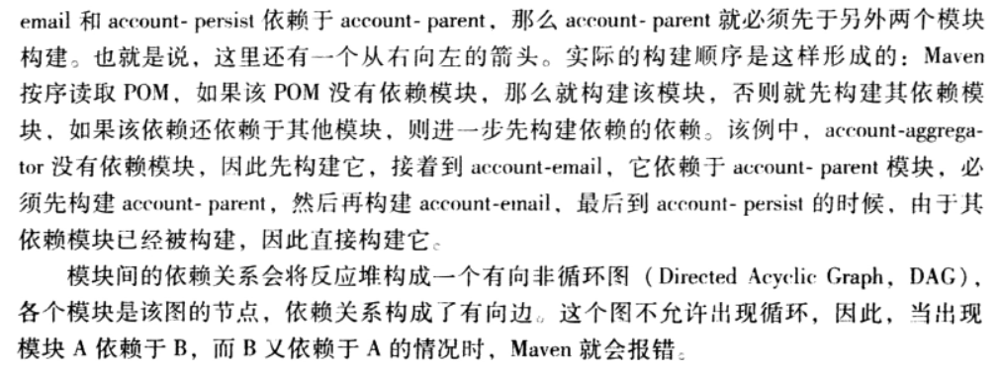 email 和 account- persist 依赖于 account- parent，那么 account- parent 就必须先于另外两个模块
构建。也就是说，这里还有一个从右向左的箭头。实际的构建顺序是这样形成的：Maven
按序读取 POM，如果该 POM 没有依赖模块，那么就构建该模块，否则就先构建其依赖模
块，如果该依赖还依赖于其他模块，则进一步先构建依赖的依赖。该例中，account-aggrega-
tor 没有依赖模块，因此先构建它，接着到 account-email，它依赖于 account- parent 模块，必
须先构建 account- parent，然后再构建 account-email，最后到 account- persist 的时候，由于其
依赖模块已经被构建，因此直接构建它。
模块间的依赖关系会将反应堆构成一个有向非循环图（Directed Acyclic Graph，DAG），
各个模块是该图的节点，依赖关系构成了有向边。这个图不允许出现循环，因此，当出现
模块 A 依赖于 B，而 B 又依赖于 A 的情况时，Maven 就会报错。